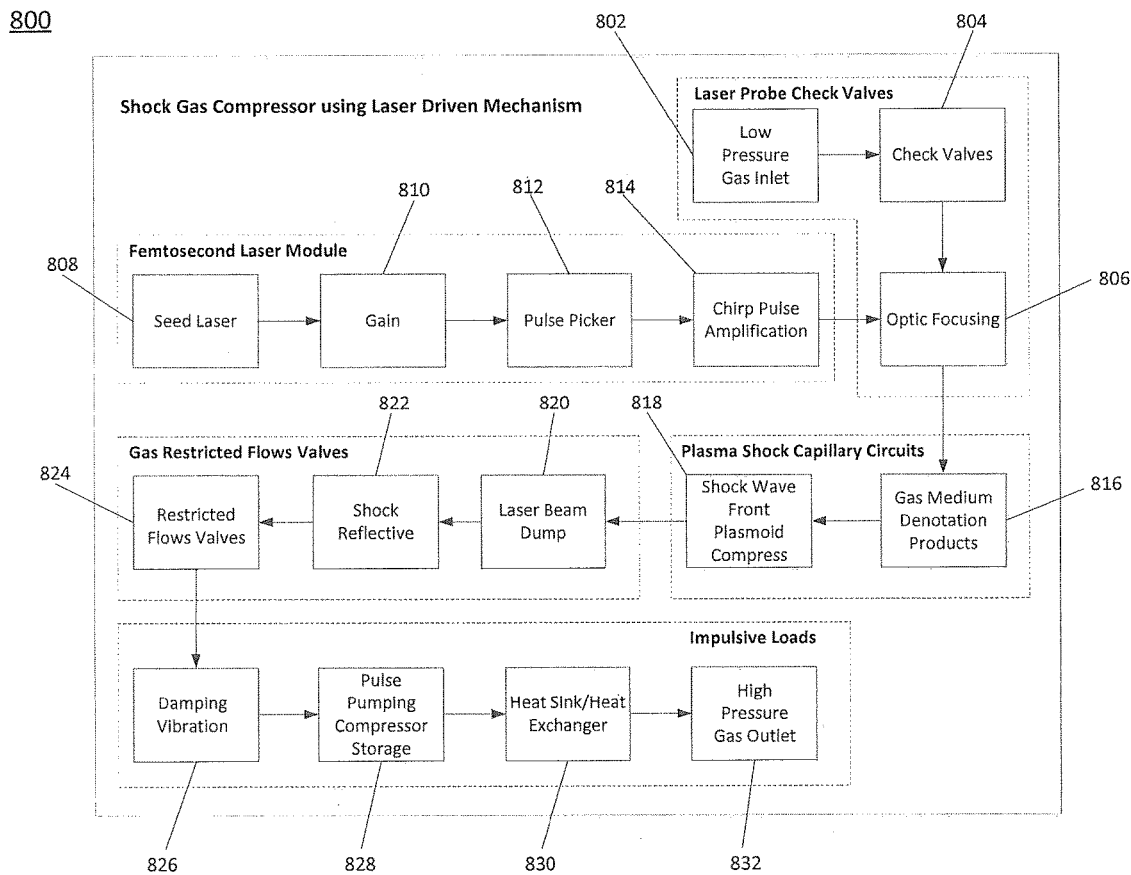 800
802
804
Shock Gas Compressor using Laser Driven Mechanism
Laser Probe Check Valves
Low
Pressure
Gas Inlet
Check Valves
810
812
814
Femtosecond Laser Module
808
Seed Laser
Gain
Pulse Picker
Chirp Pulse
Amplification
Optic Focusing
806
822
820
818
Gas Restricted Flows Valves
Plasma Shock Capillary Circuits
824
Restricted
Flows Valves
Shock
Reflective
Laser Beam
Dump
Shock Wave
Front
Plasmoid
Compress
Gas Medium
Denotation
Products
816
Impulsive Loads
Damping
Vibration
Pulse
Pumping
Compressor
Storage
Heat Sink/Heat
Exchanger
High
Pressure
Gas Outlet
826
828
830
832